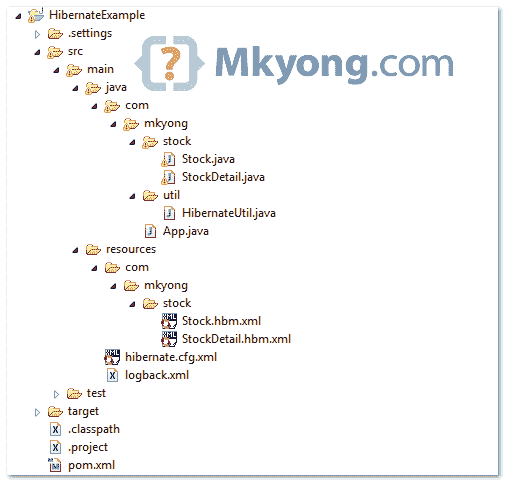 HibernateExample
.settings
src
main
Mkyong.com
java
com
mkyong
stock
Stock.java
StockDetail.java
util
HibernateUtil.java
App.java
resources
com
mkyong
stock
Stock.hbm.xml
StockDetail.hbm.xml
hibernate.cfg.xml
logback.xml
test
target
.classpath
.project
pom.xml